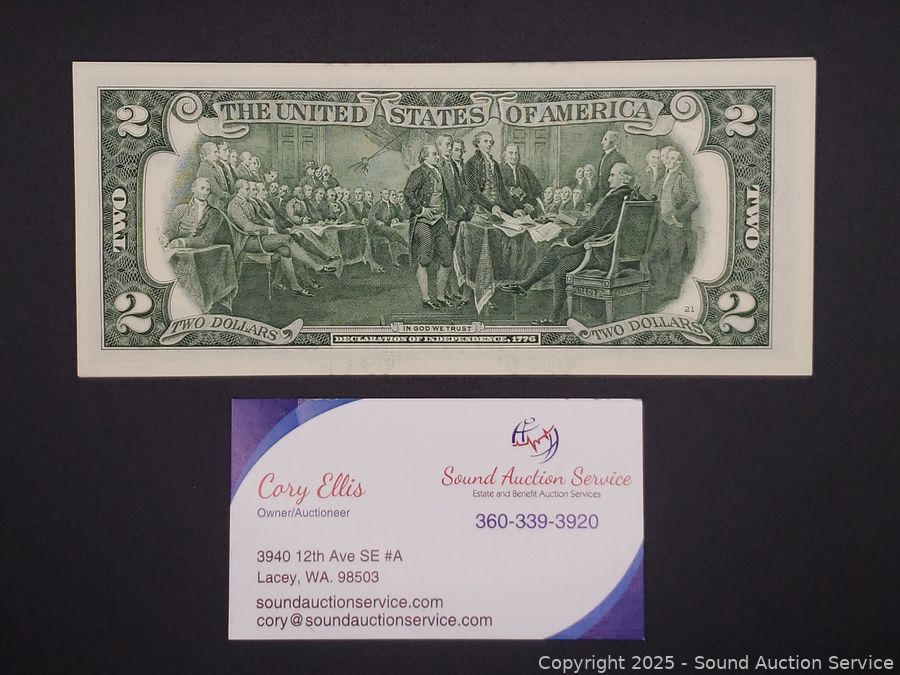 2 THE UNITED STATES OF AMERICA 2
TWO TWO
2 TWO DOLLARS TWO DOLLARS 2
21
IN GOD WE TRUST
DECLARATION OF INDEPENDENCE, 1776
Cory Ellis
Owner/Auctioneer
Sound Auction Service
Estate and Benefit Auction Services
360-339-3920
3940 12th Ave SE #A
Lacey, WA. 98503
soundauctionservice.com
cory@soundauctionservice.com
Copyright 2025 - Sound Auction Service